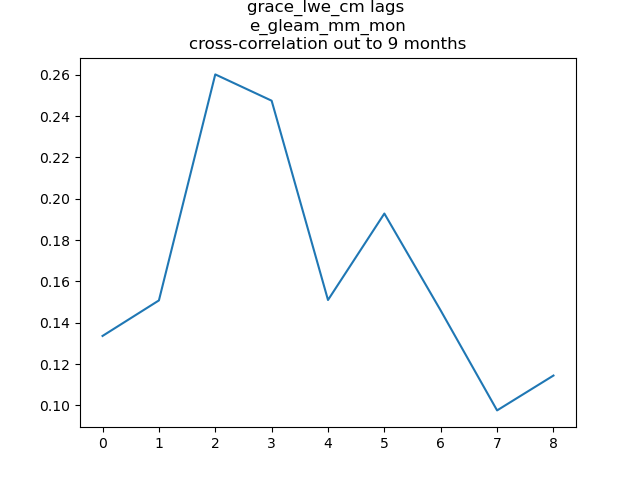 grace_lwe_cm lags
e_gleam_mm_mon
cross-correlation out to 9 months
0.26
0.24
0.22
0.20
0.18
0.16
0.14
0.12
0.10
0 1 2 3 4 5 6 7 8